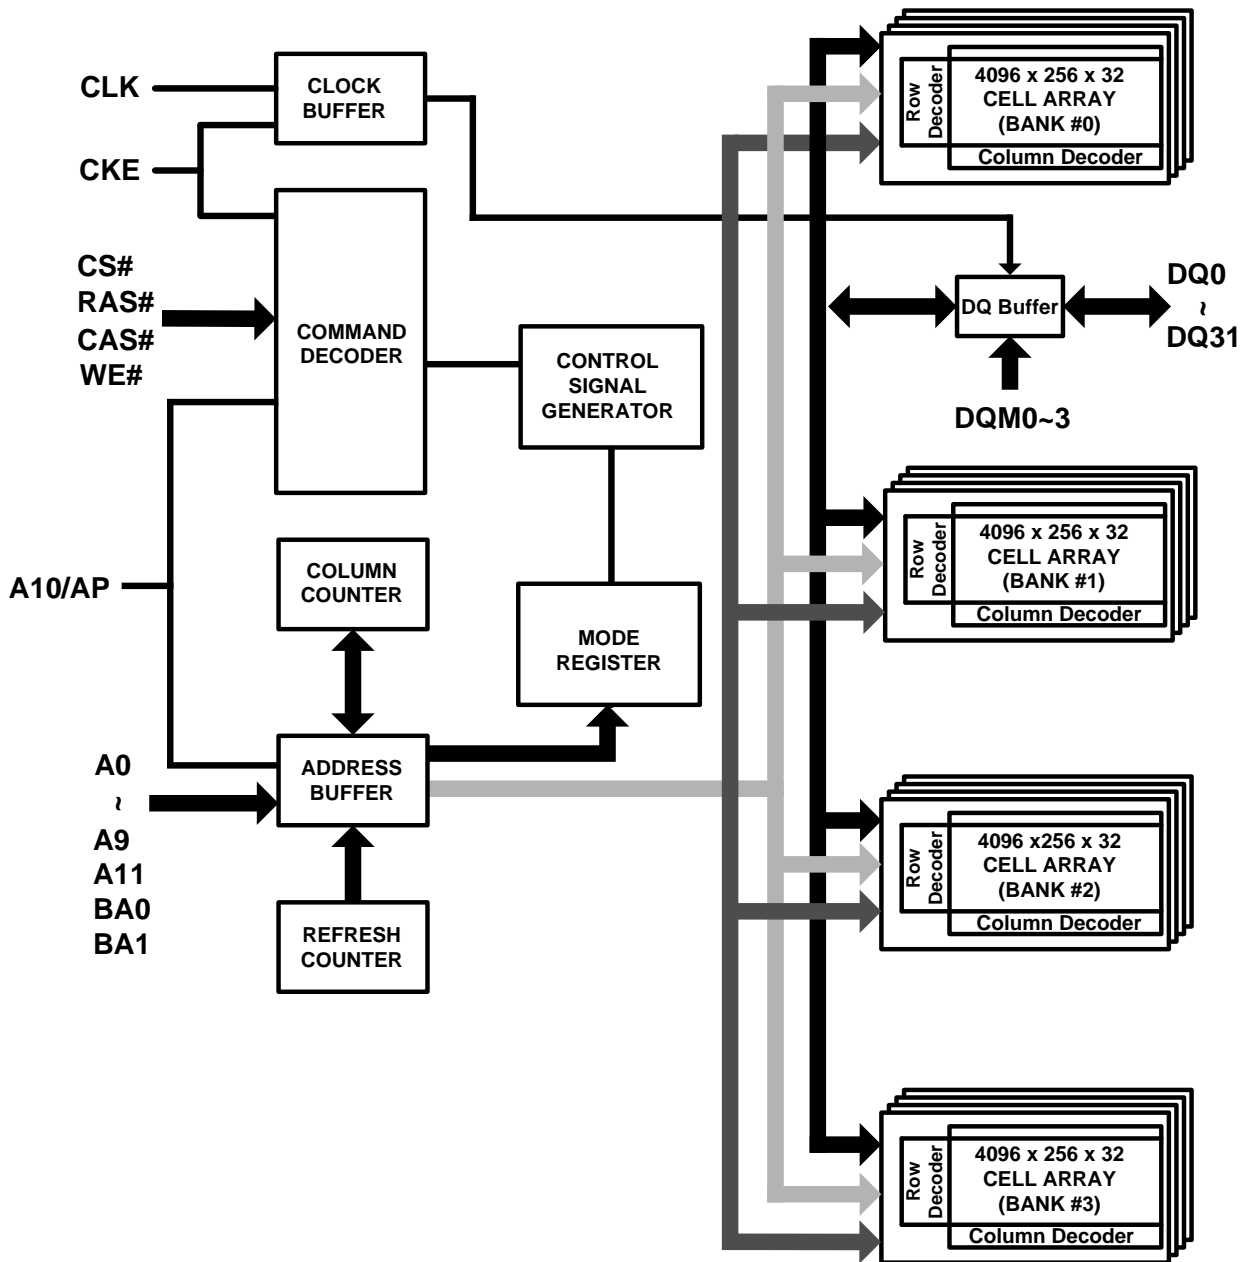 CLK
CKE
CLOCK
BUFFER
CS#
RAS#
CAS#
WE#
COMMAND
DECODER
CONTROL
SIGNAL
GENERATOR
A10/AP
COLUMN
COUNTER
MODE
REGISTER
A0
~
A9
A11
BA0
BA1
ADDRESS
BUFFER
REFRESH
COUNTER
Row
Decoder
4096 x 256 x 32
CELL ARRAY
(BANK #0)
Column Decoder
DQ Buffer
DQ0
~
DQ31
DQM0~3
Row
Decoder
4096 x 256 x 32
CELL ARRAY
(BANK #1)
Column Decoder
Row
Decoder
4096 x256 x 32
CELL ARRAY
(BANK #2)
Column Decoder
Row
Decoder
4096 x 256 x 32
CELL ARRAY
(BANK #3)
Column Decoder